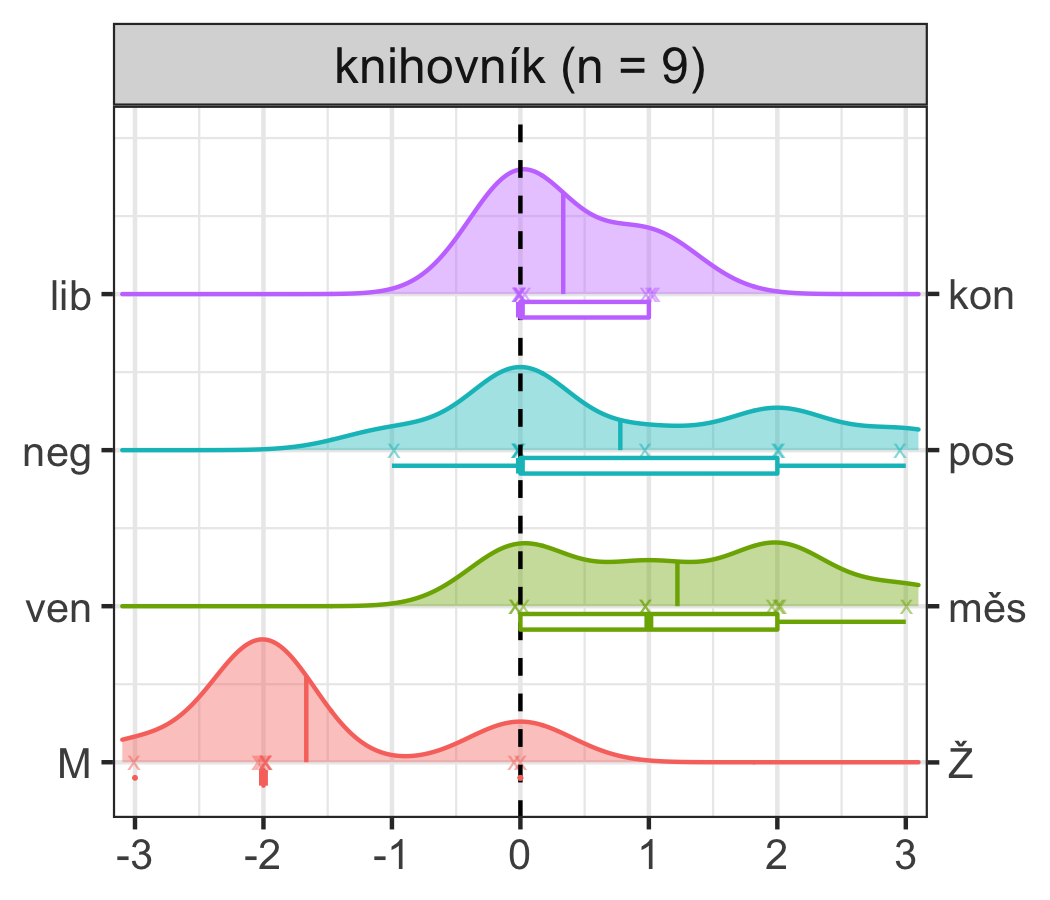 knihovník (n = 9)
lib kon
neg pos
ven měs
M Ž
-3 -2 -1 0 1 2 3